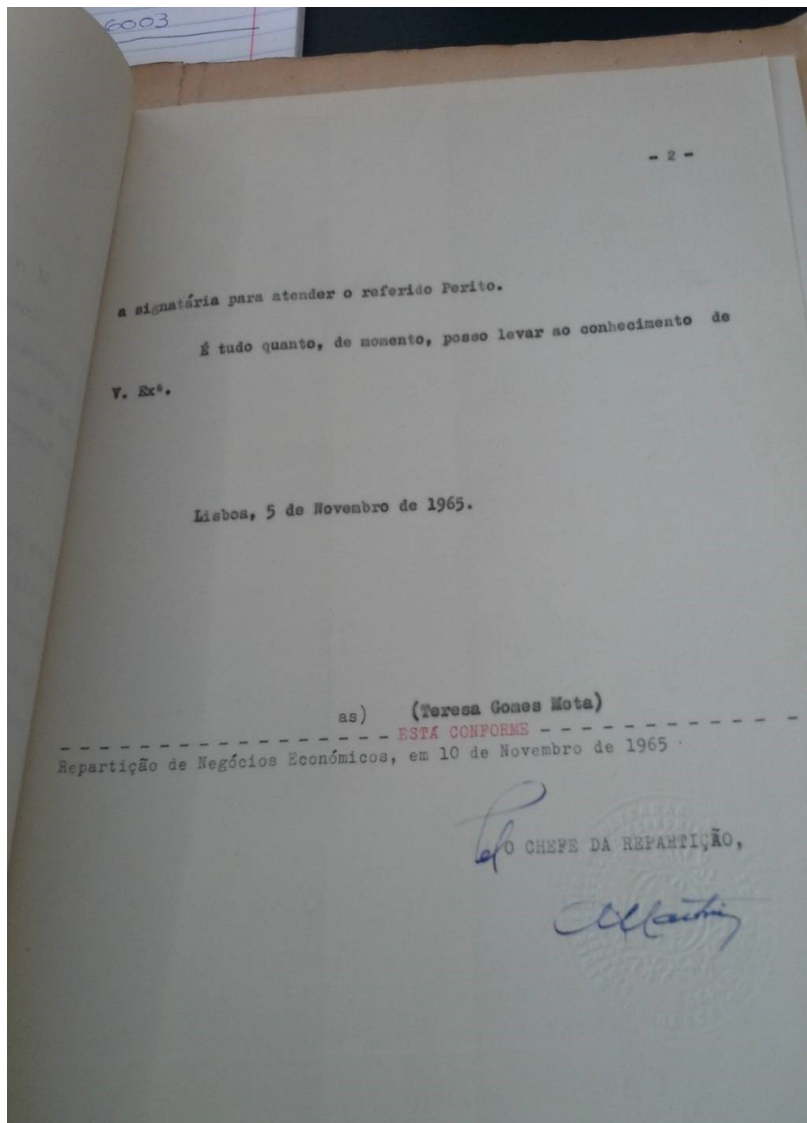 6003
- 2 -
a signatária para atender o referido Perito.
É tudo quanto, de momento, posso levar ao conhecimento de
V. Exª.
Lisboa, 5 de Novembro de 1965.
as) (Teresa Gomes Mota)
- - - - - - - - - - - - - - - - - ESTÁ CONFORME - - - - - - - - - - - - -
Repartição de Negócios Económicos, em 10 de Novembro de 1965
Pel O CHEFE DA REPARTIÇÃO,